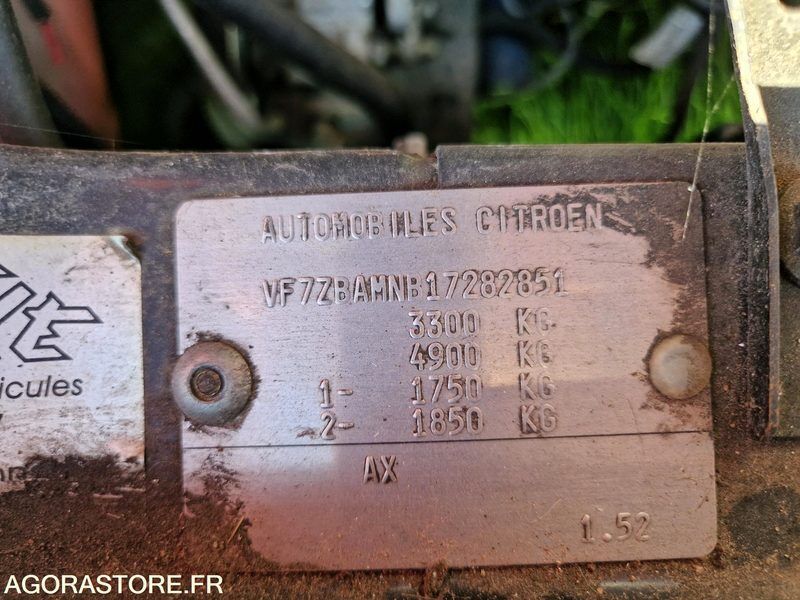 AUTOMOBILES CITROEN
VF7ZBAMNB17282851
3300 KG
4900 KG
1- 1750 KG
2- 1850 KG
AX
1.52
icules
AGORASTORE.FR